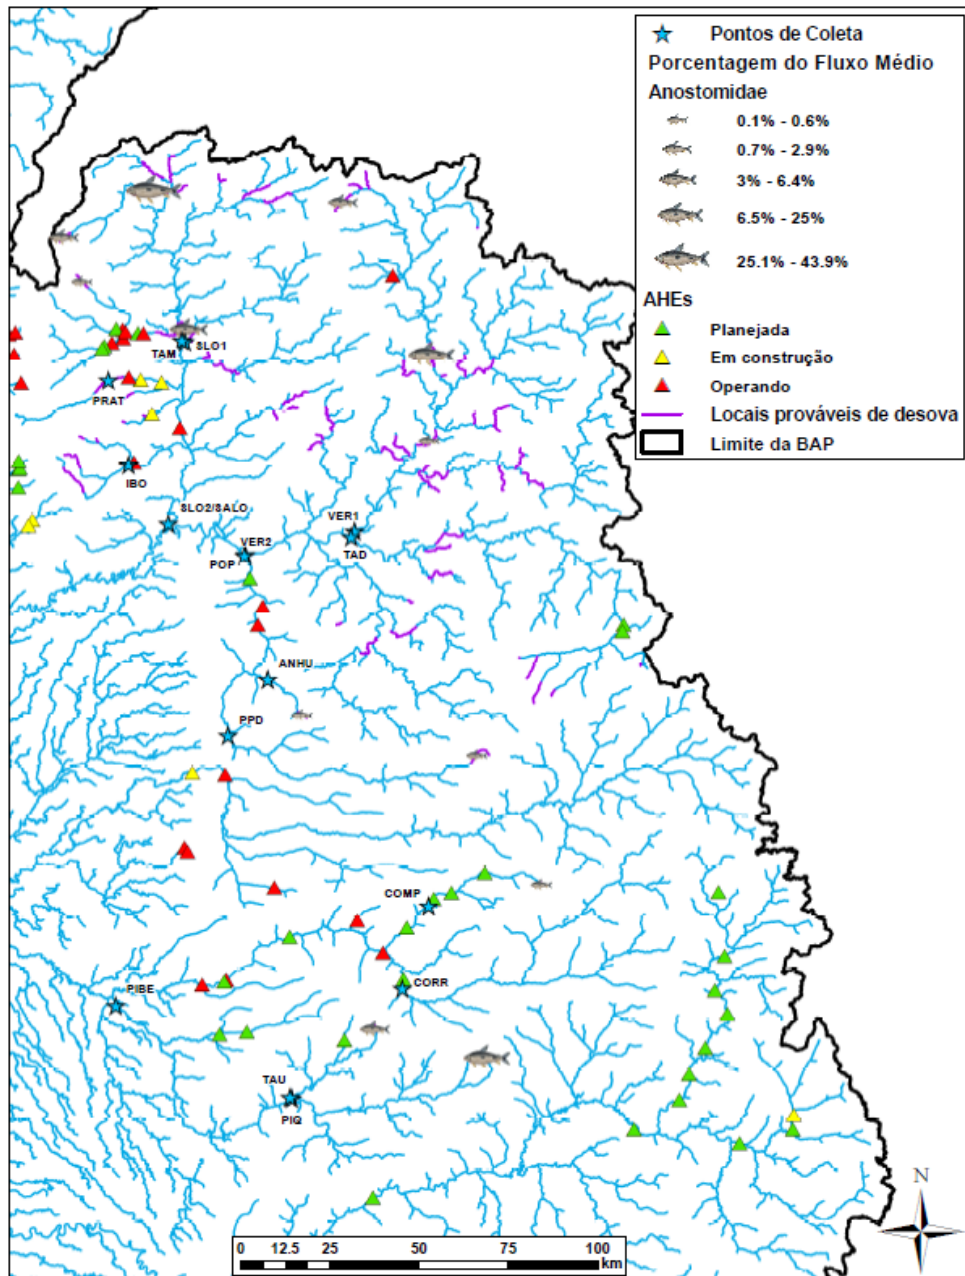 Pontos de Coleta
Porcentagem do Fluxo Médio
Anostomidae
0.1% - 0.6%
0.7% - 2.9%
3% - 6.4%
6.5% - 25%
25.1% - 43.9%
AHEs
Planejada
Em construção
Operando
Locais prováveis de desova
Limite da BAP
SLO1
TAM
PRAT
IBO
SLO2/SALO
VER1
VER2
TAD
POP
ANHU
PPD
COMP
CORR
PIBE
TAU
PIQ
N
0 12.5 25 50 75 100
km